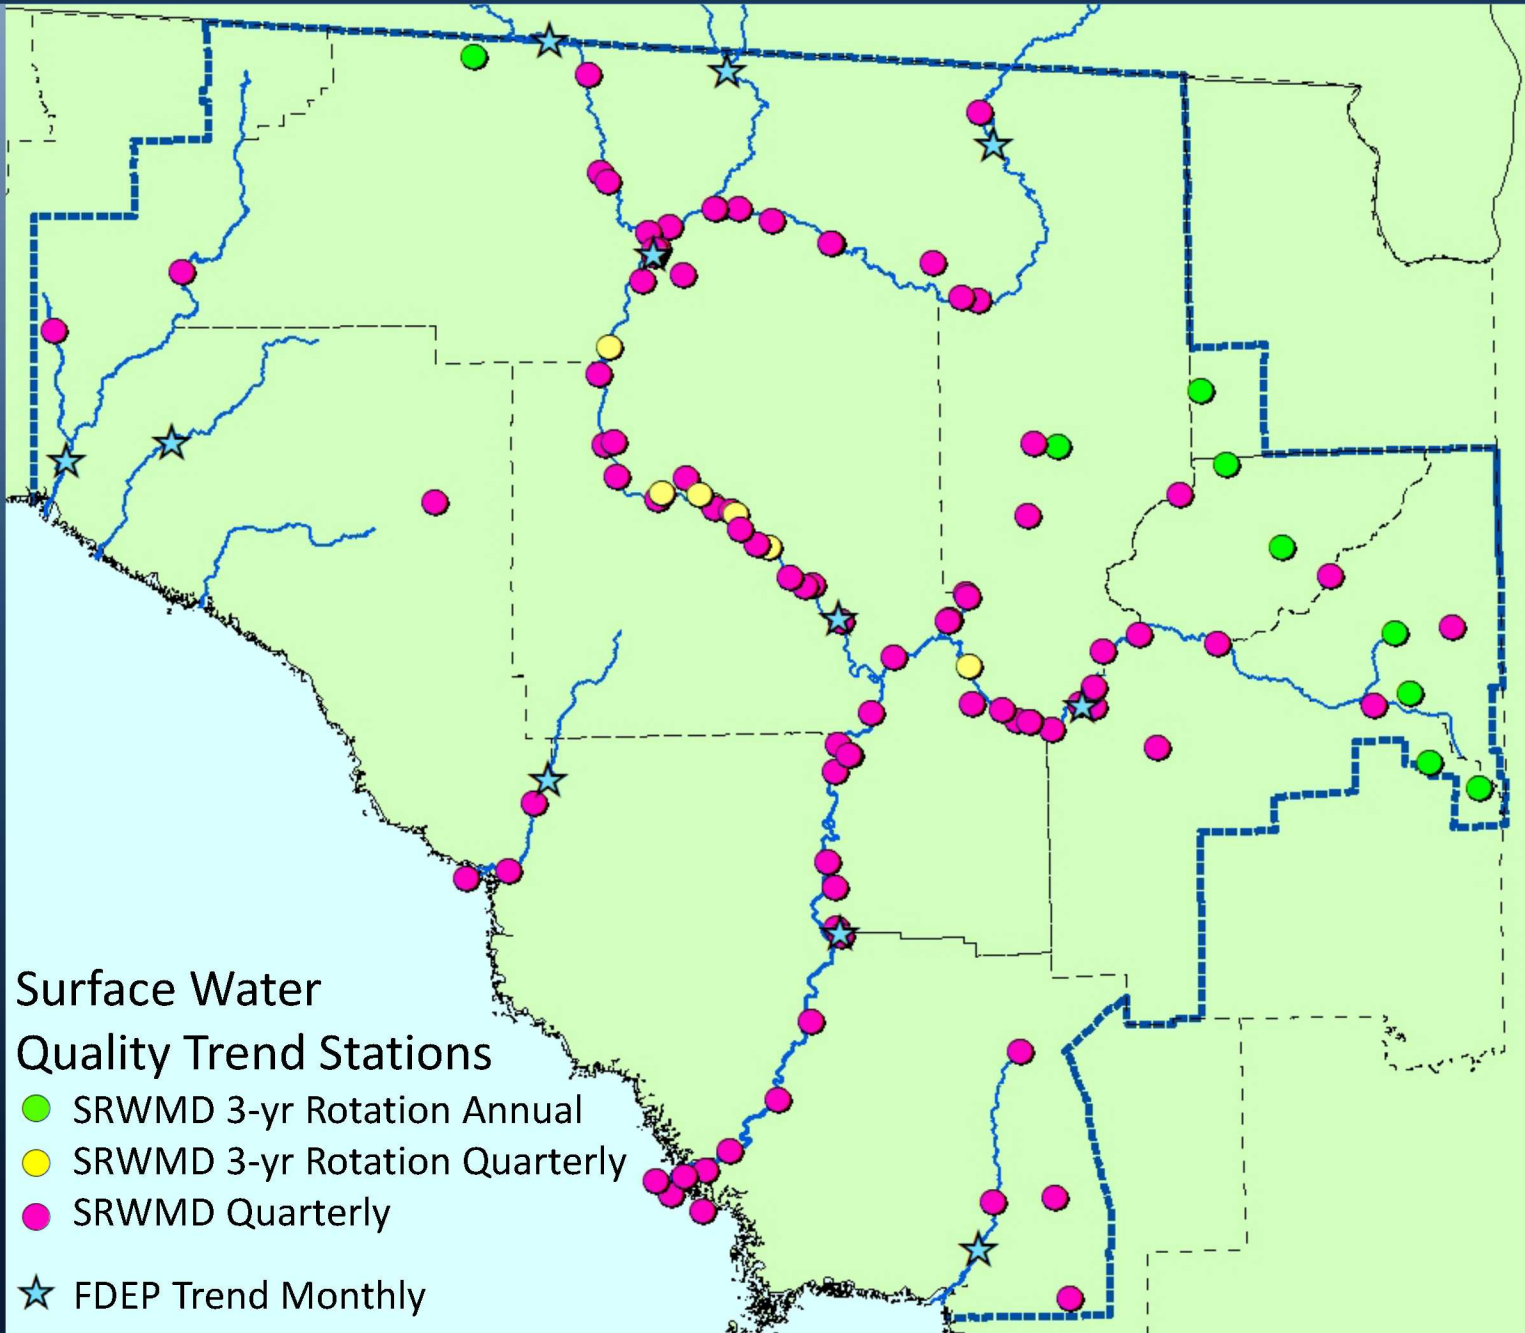 Surface Water
Quality Trend Stations
SRWMD 3-yr Rotation Annual
SRWMD 3-yr Rotation Quarterly
SRWMD Quarterly
FDEP Trend Monthly